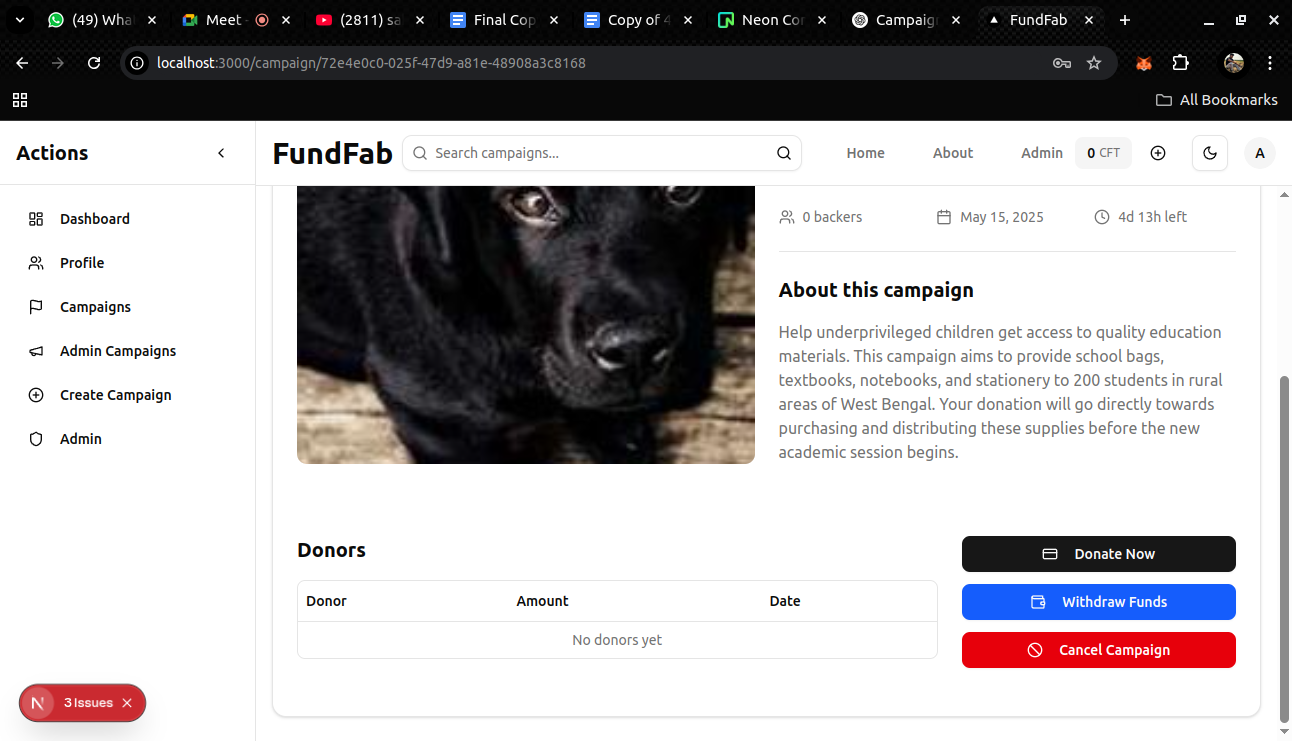 (49) Wha
Meet -
(2811) sa
Final Cop
Copy of 4
Neon Co
Campaig
FundFab
localhost:3000/campaign/72e4e0c0-025f-47d9-a81e-48908a3c8168
All Bookmarks
Actions
FundFab
Search campaigns...
Home
About
Admin
0 CFT
A
Dashboard
Profile
Campaigns
Admin Campaigns
Create Campaign
Admin
0 backers
May 15, 2025
4d 13h left
About this campaign
Help underprivileged children get access to quality education
materials. This campaign aims to provide school bags,
textbooks, notebooks, and stationery to 200 students in rural
areas of West Bengal. Your donation will go directly towards
purchasing and distributing these supplies before the new
academic session begins.
Donors
Donor Amount Date
No donors yet
Donate Now
Withdraw Funds
Cancel Campaign
N 3 Issues